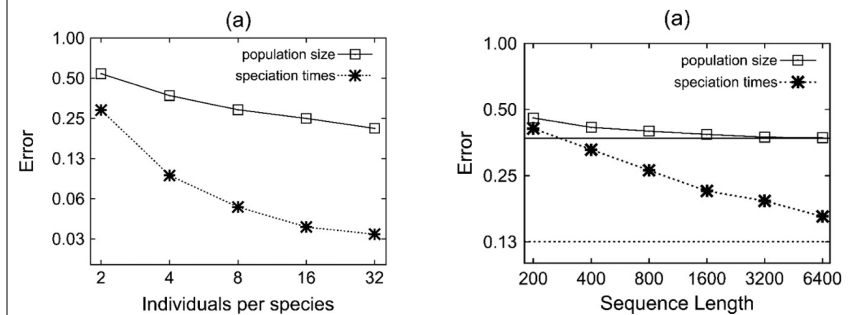 (a)
1.00
0.50
0.25
0.13
0.06
0.03
Error
population size
speciation times
2 4 8 16 32
Individuals per species
(a)
1.00
0.50
0.25
0.13
Error
population size
speciation times
200 400 800 1600 3200 6400
Sequence Length